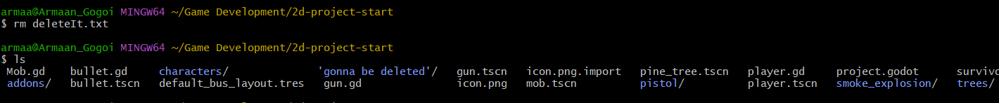 armaa@Armaan_Gogoi MINGW64 ~/Game Development/2d-project-start
$ rm deleteIt.txt
armaa@Armaan_Gogoi MINGW64 ~/Game Development/2d-project-start
$ ls
Mob.gd bullet.gd characters/ 'gonna be deleted'/ gun.tscn icon.png.import pine_tree.tscn player.gd project.godot
addons/ bullet.tscn default_bus_layout.tres gun.gd icon.png mob.tscn pistol/ player.tscn smoke_explosion/ trees/